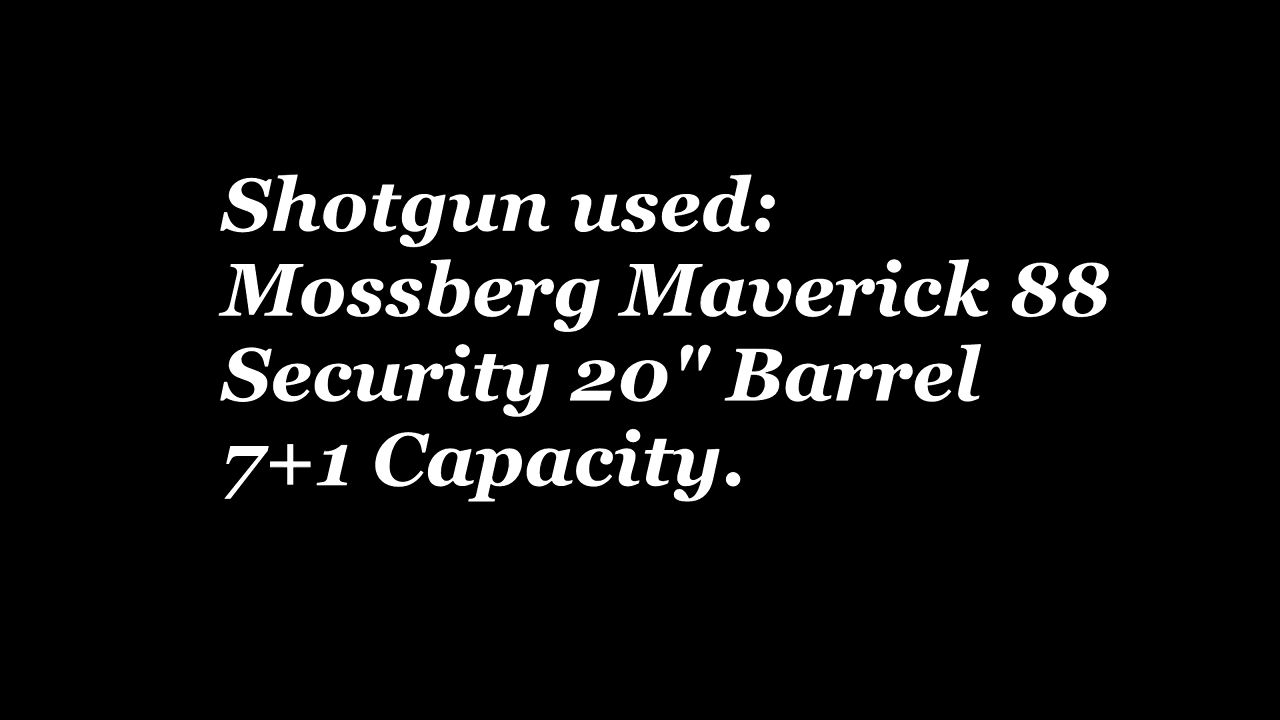 Shotgun used:
Mossberg Maverick 88
Security 20" Barrel
7+1 Capacity.